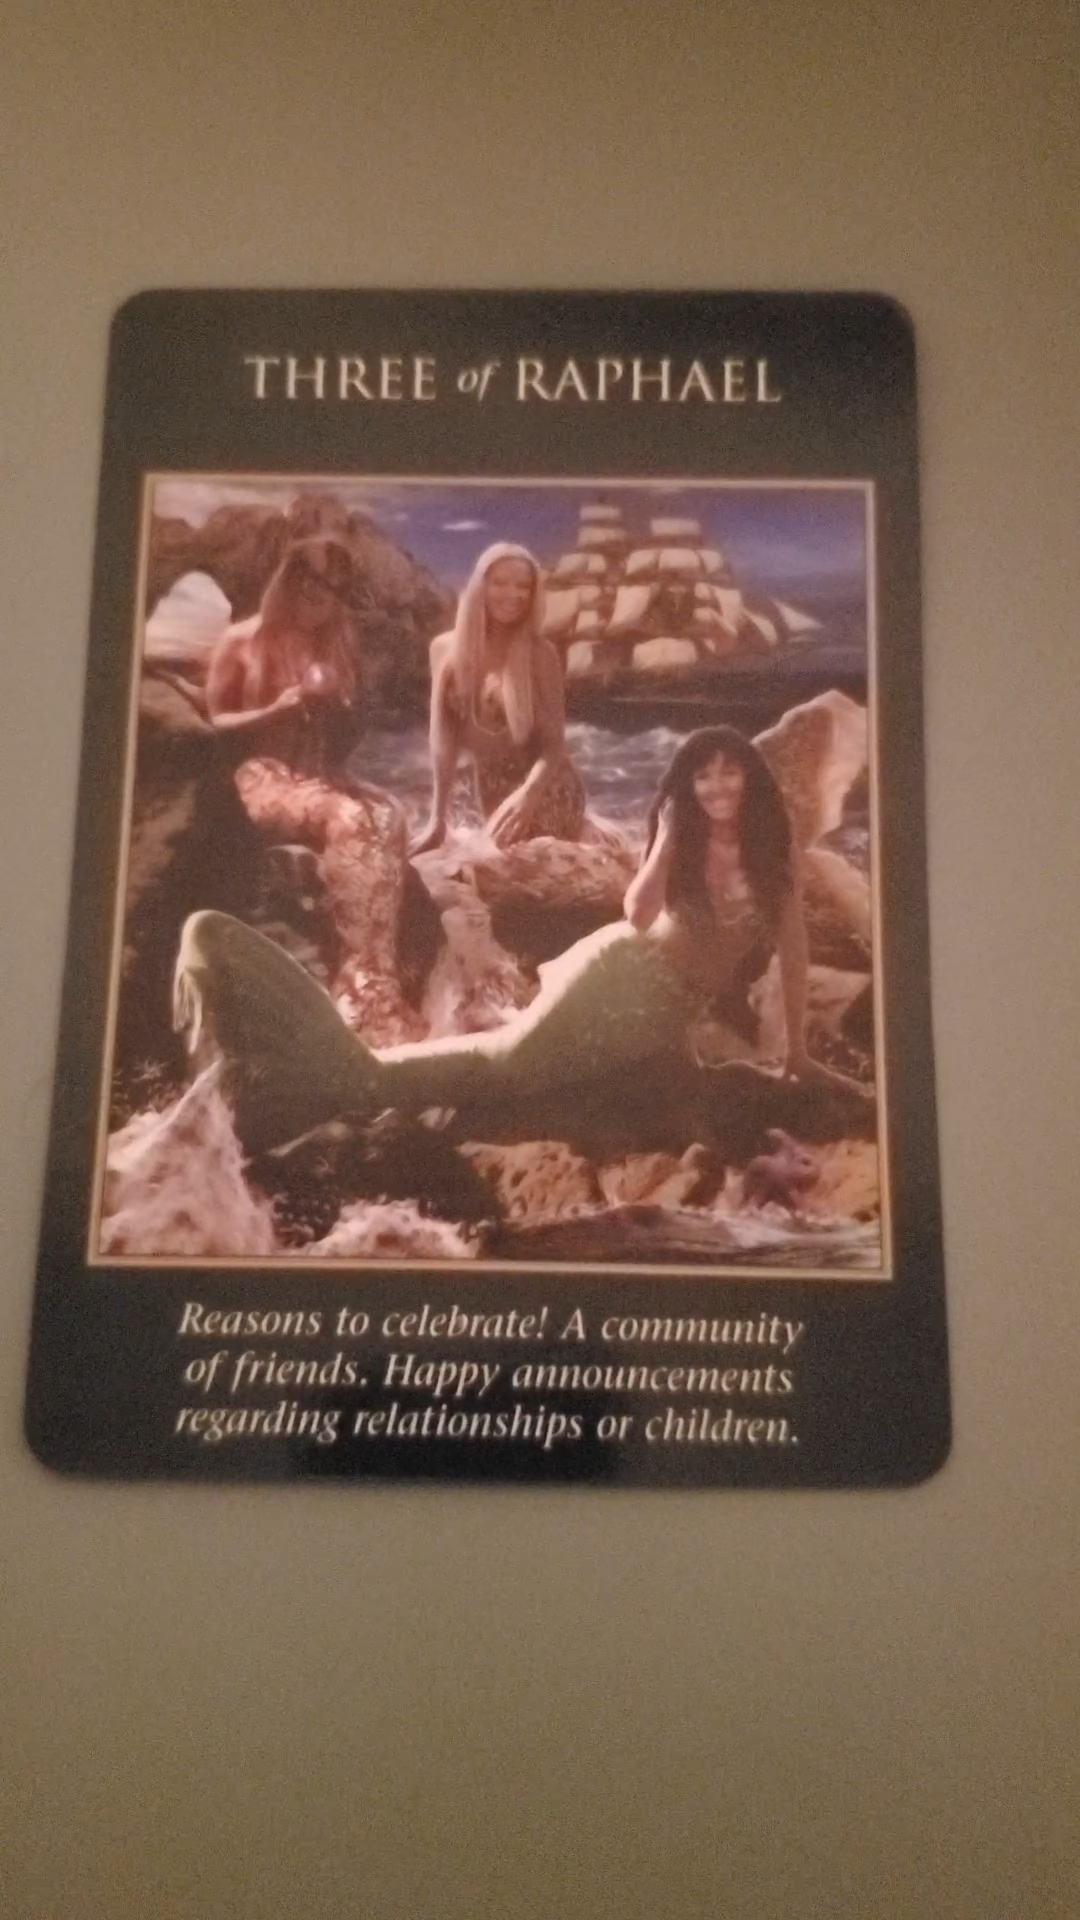 THREE of RAPHAEL
Reasons to celebrate! A community
of friends. Happy announcements
regarding relationships or children.